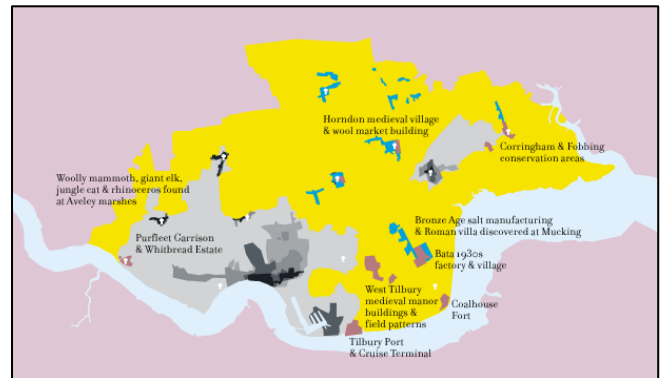 Horndon medieval village
& wool market building
Corringham & Fobbing
conservation areas
Woolly mammoth, giant elk,
jungle cat & rhinoceros found
at Aveley marshes
Bronze Age salt manufacturing
& Roman villa discovered at Mucking
Purfleet Garrison
& Whitbread Estate
Bata 1930s
factory & village
West Tilbury
medieval manor
buildings &
field patterns
Coalhouse
Fort
Tilbury Port
& Cruise Terminal